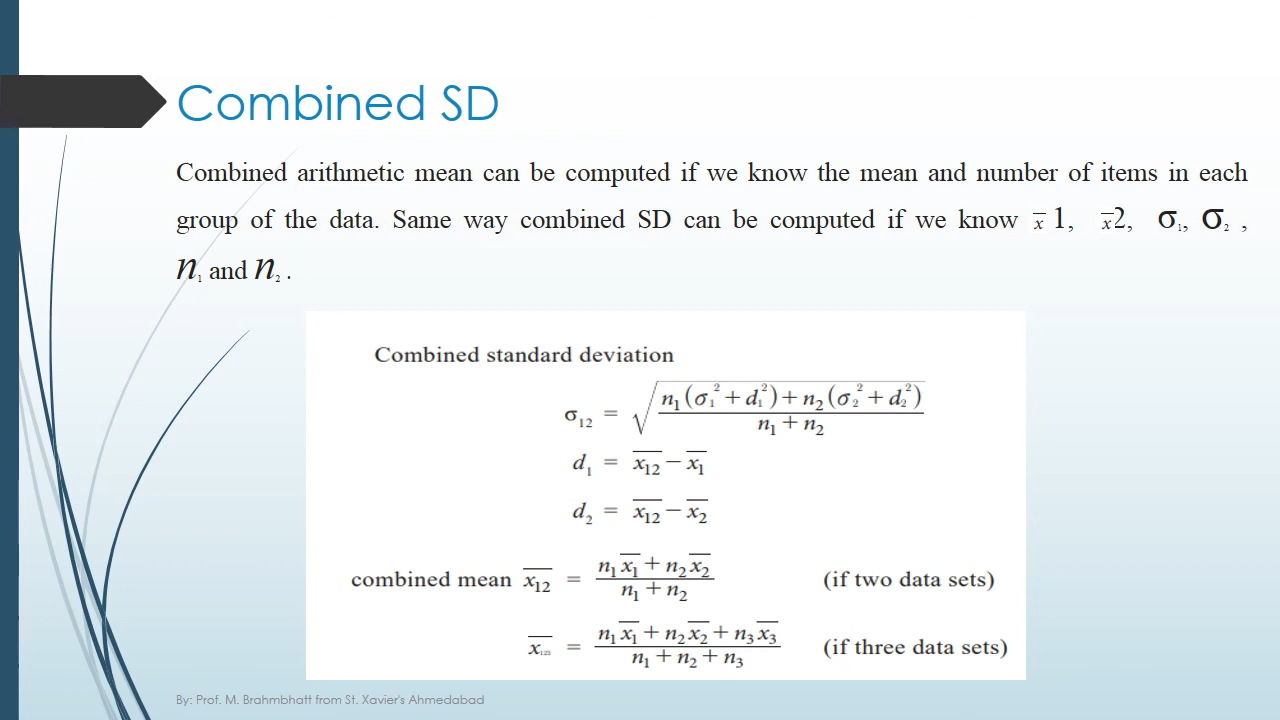 Combined SD
Combined arithmetic mean can be computed if we know the mean and number of items in each
group of the data. Same way combined SD can be computed if we know x̅ 1, x̅2, σ₁, σ₂ ,
n₁ and n₂ .
Combined standard deviation
σ₁₂ = √((n₁(σ₁² + d₁²) + n₂(σ₂² + d₂²)) / (n₁ + n₂))
d₁ = x̅₁₂ − x̅₁
d₂ = x̅₁₂ − x̅₂
combined mean x̅₁₂ = (n₁x̅₁ + n₂x̅₂) / (n₁ + n₂) (if two data sets)
x̅₁₂₃ = (n₁x̅₁ + n₂x̅₂ + n₃x̅₃) / (n₁ + n₂ + n₃) (if three data sets)
By: Prof. M. Brahmbhatt from St. Xavier's Ahmedabad